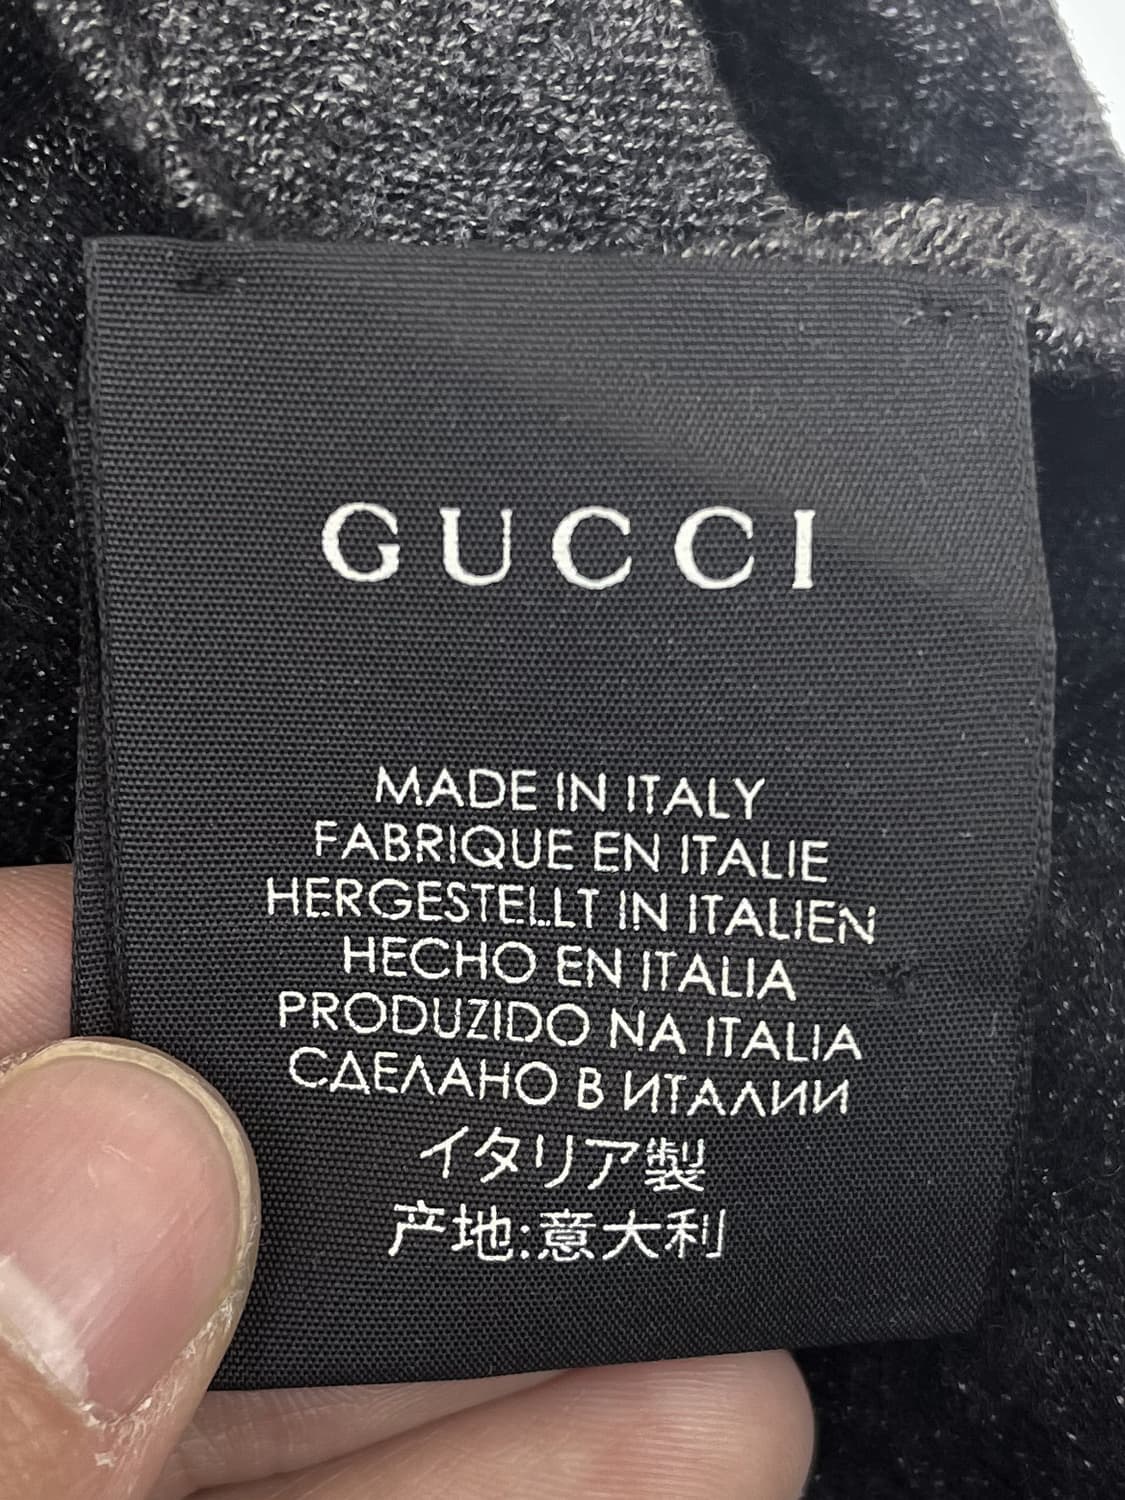 GUCCI
MADE IN ITALY
FABRIQUE EN ITALIE
HERGESTELLT IN ITALIEN
HECHO EN ITALIA
PRODUZIDO NA ITALIA
СДЕЛАНО В ИТАЛИИ
イタリア製
产地:意大利